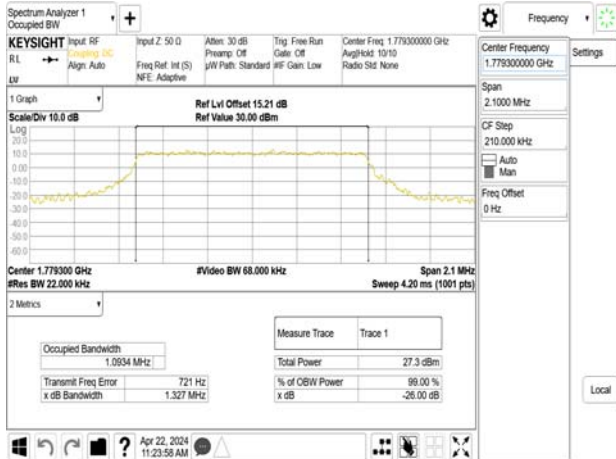 Spectrum Analyzer 1
Occupied BW
+
Frequency
KEYSIGHT
RL
LXI
Input: RF
Coupling: DC
Align: Auto
Input Z: 50 Ω
Freq Ref: Int (S)
NFE: Adaptive
Atten: 30 dB
Preamp: Off
µW Path: Standard
Trig: Free Run
Gate: Off
#IF Gain: Low
Center Freq: 1.779300000 GHz
Avg|Hold: 10/10
Radio Std: None
Center Frequency
1.779300000 GHz
Settings
Span
2.1000 MHz
CF Step
210.000 kHz
Auto
Man
Freq Offset
0 Hz
Local
1 Graph
Scale/Div 10.0 dB
Ref Lvl Offset 15.21 dB
Ref Value 30.00 dBm
Log
20.0
10.0
0.00
-10.0
-20.0
-30.0
-40.0
-50.0
-60.0
Center 1.779300 GHz
#Res BW 22.000 kHz
#Video BW 68.000 kHz
Span 2.1 MHz
Sweep 4.20 ms (1001 pts)
2 Metrics
Occupied Bandwidth
1.0934 MHz
Transmit Freq Error 721 Hz
x dB Bandwidth 1.327 MHz
Measure Trace Trace 1
Total Power 27.3 dBm
% of OBW Power 99.00 %
x dB -26.00 dB
? Apr 22, 2024
11:23:58 AM